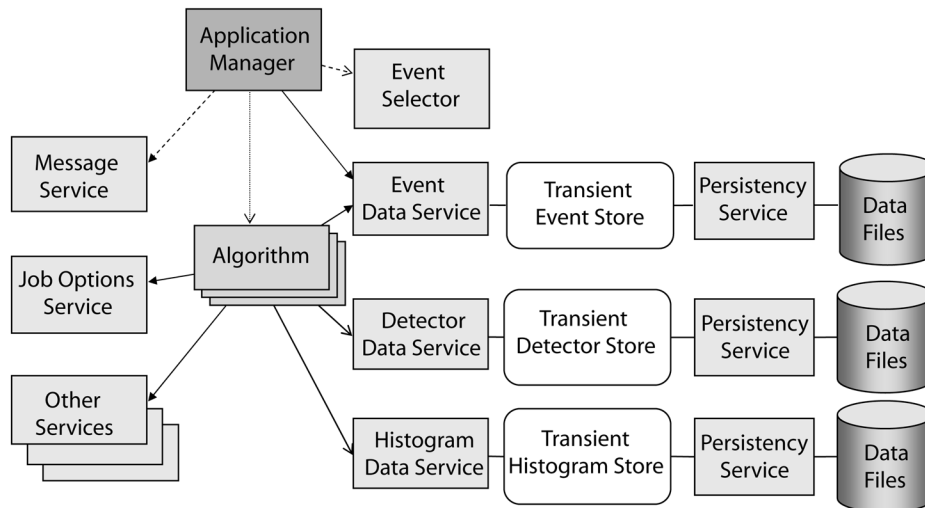 Application
Manager
Event
Selector
Message
Service
Event
Data Service
Transient
Event Store
Persistency
Service
Data
Files
Algorithm
Job Options
Service
Detector
Data Service
Transient
Detector Store
Persistency
Service
Data
Files
Other
Services
Histogram
Data Service
Transient
Histogram Store
Persistency
Service
Data
Files